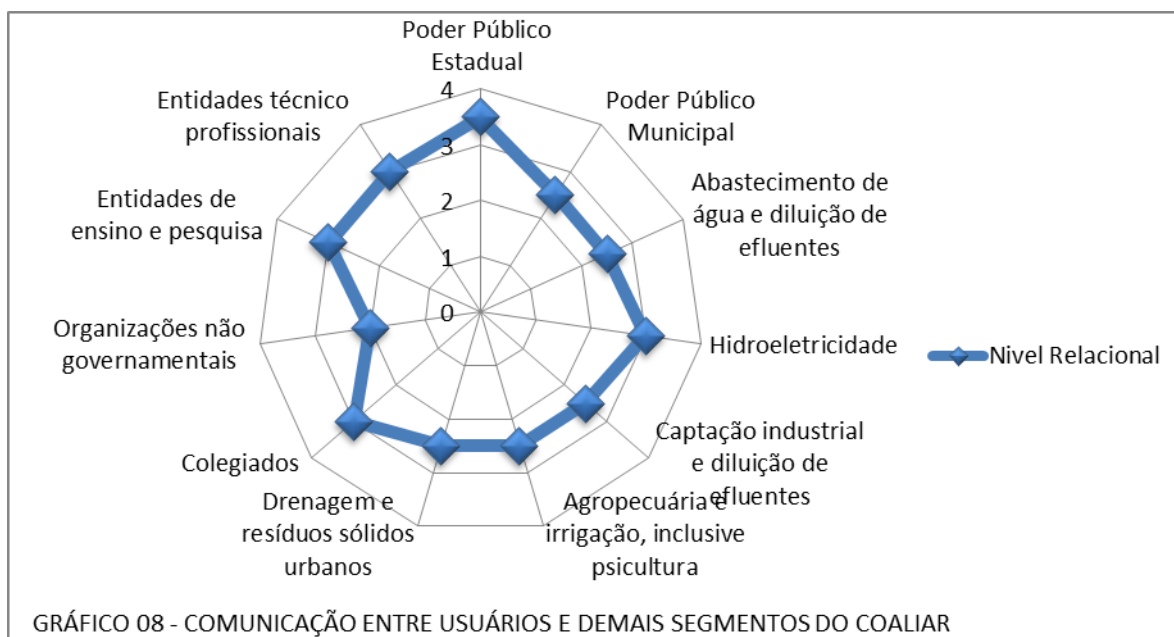 Poder Público
Estadual
Poder Público
Municipal
Abastecimento de
água e diluição de
efluentes
Hidroeletricidade
Captação industrial
e diluição de
efluentes
Agropecuária e
irrigação, inclusive
psicultura
Drenagem e
resíduos sólidos
urbanos
Colegiados
Organizações não
governamentais
Entidades de
ensino e pesquisa
Entidades técnico
profissionais
4
3
2
1
0
Nivel Relacional
GRÁFICO 08 - COMUNICAÇÃO ENTRE USUÁRIOS E DEMAIS SEGMENTOS DO COALIAR